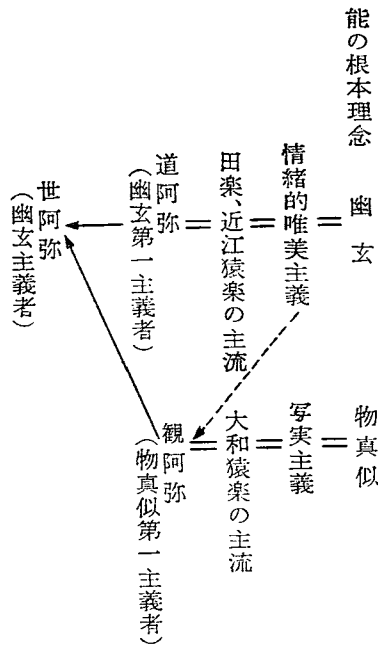 能の根本理念　幽玄　物真似
情緒的唯美主義　写実主義
田楽、近江猿楽の主流　大和猿楽の主流
道阿弥　観阿弥
（幽玄第一主義者）　（物真似第一主義者）
世阿弥
（幽玄主義者）